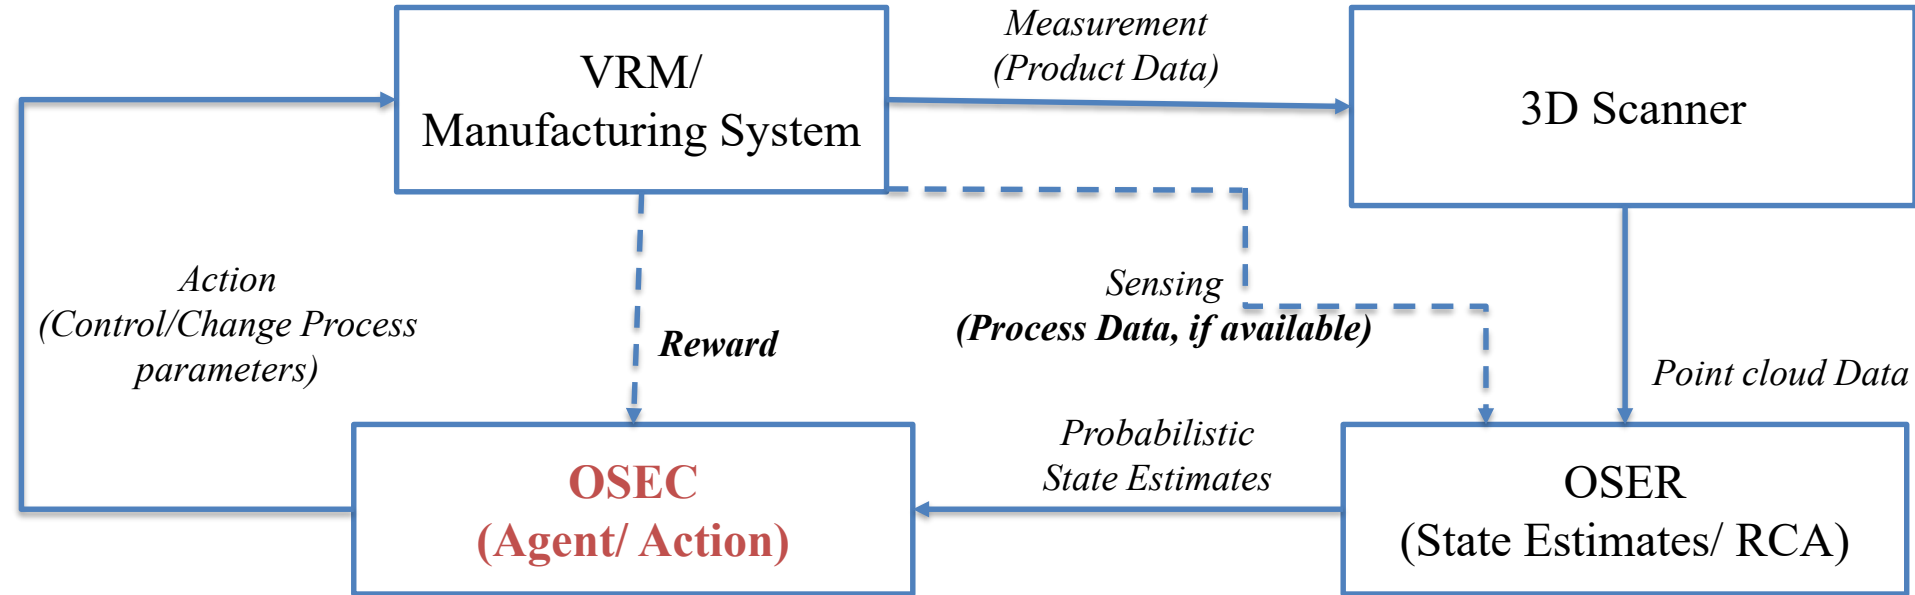 VRM/
Manufacturing System
Measurement
(Product Data)
3D Scanner
Action
(Control/Change Process
parameters)
Reward
Sensing
(Process Data, if available)
Point cloud Data
OSEC
(Agent/ Action)
Probabilistic
State Estimates
OSER
(State Estimates/ RCA)